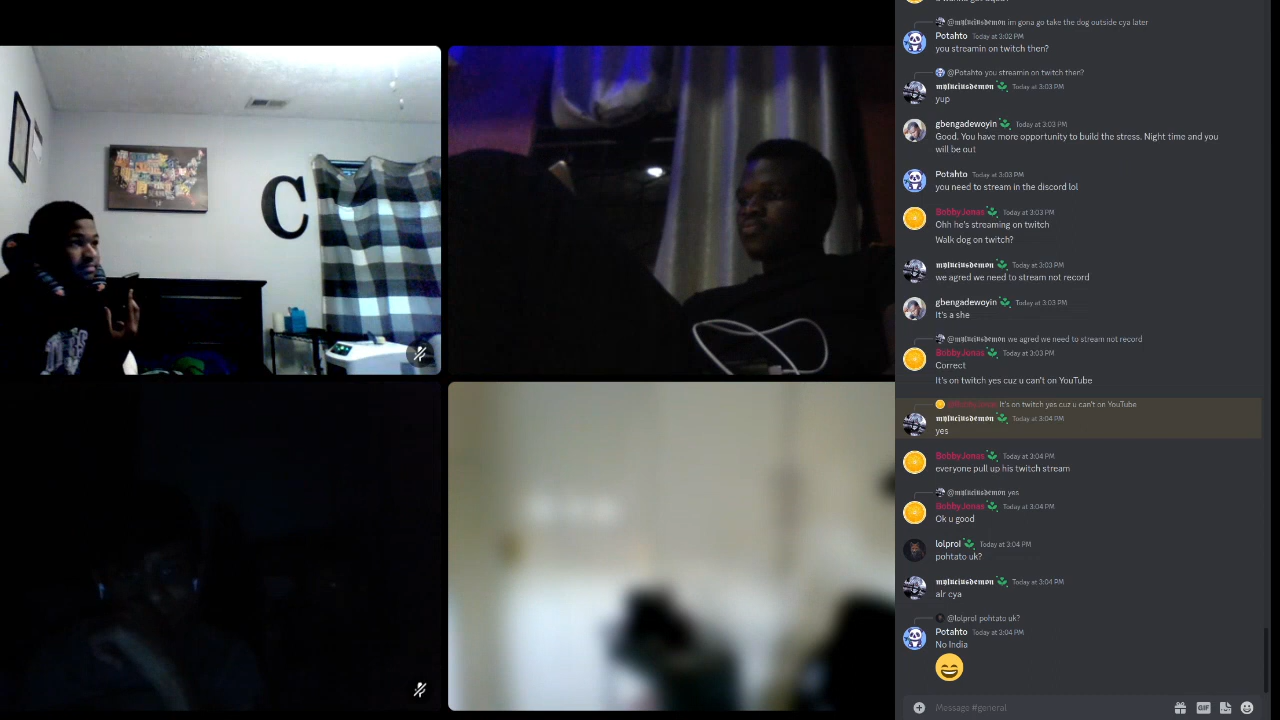 @myluciusdemon im gona go take the dog outside cya later
Potahto Today at 3:02 PM
you streamin on twitch then?
@Potahto you streamin on twitch then?
myluciusdemon Today at 3:03 PM
yup
gbengadewoyin Today at 3:03 PM
Good. You have more opportunity to build the stress. Night time and you
will be out
Potahto Today at 3:03 PM
you need to stream in the discord lol
BobbyJonas Today at 3:03 PM
Ohh he's streaming on twitch
Walk dog on twitch?
myluciusdemon Today at 3:03 PM
we agred we need to stream not record
gbengadewoyin Today at 3:03 PM
It's a she
@myluciusdemon we agred we need to stream not record
BobbyJonas Today at 3:03 PM
Correct
It's on twitch yes cuz u can't on YouTube
@BobbyJonas It's on twitch yes cuz u can't on YouTube
myluciusdemon Today at 3:04 PM
yes
BobbyJonas Today at 3:04 PM
everyone pull up his twitch stream
@myluciusdemon yes
BobbyJonas Today at 3:04 PM
Ok u good
lolprol Today at 3:04 PM
pohtato uk?
myluciusdemon Today at 3:04 PM
alr cya
@lolprol pohtato uk?
Potahto Today at 3:04 PM
No India
Message #general
GIF
C